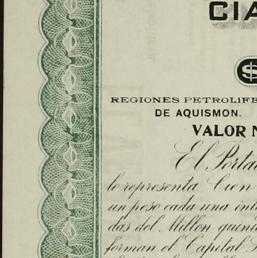 CIA
$
REGIONES PETROLIFE
DE AQUISMON.
VALOR N
El Porta
lo representa Cien
un peso cada una ínt
das del Millon quini
forman el Capital